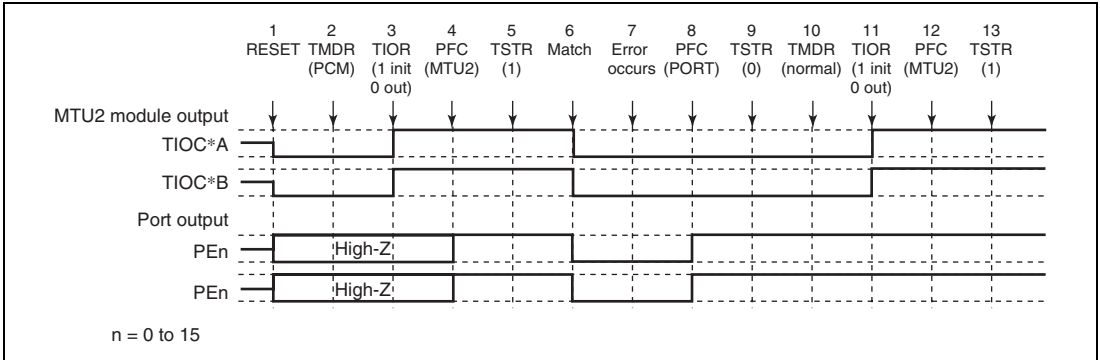 1 2 3 4 5 6 7 8 9 10 11 12 13
RESET TMDR TIOR PFC TSTR Match Error PFC TSTR TMDR TIOR PFC TSTR
(PCM) (1 init (MTU2) (1) occurs (PORT) (0) (normal) (1 init (MTU2) (1)
0 out) 0 out)
MTU2 module output
TIOC*A
TIOC*B
Port output
PEn High-Z
PEn High-Z
n = 0 to 15